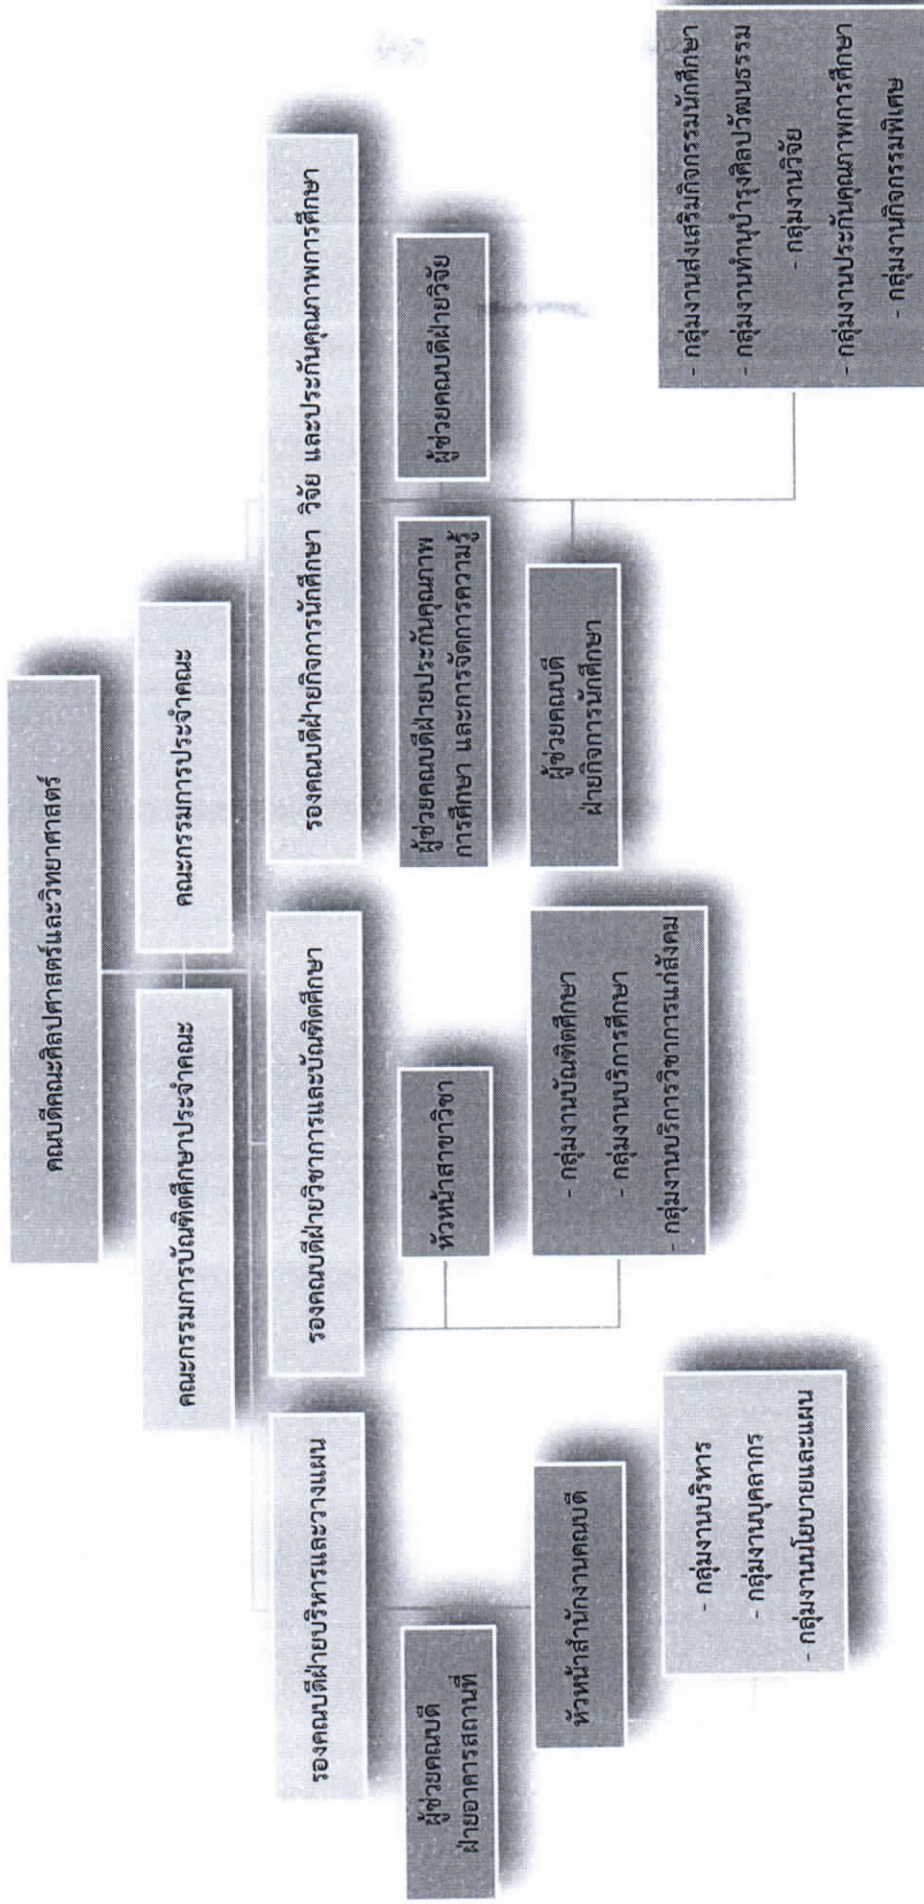 คณบดีคณะศิลปศาสตร์และวิทยาศาสตร์
คณะกรรมการบัณฑิตศึกษาประจำคณะ
คณะกรรมการประจำคณะ
รองคณบดีฝ่ายบริหารและวางแผน
รองคณบดีฝ่ายวิชาการและบัณฑิตศึกษา
รองคณบดีฝ่ายกิจการนักศึกษา วิจัย และประกันคุณภาพการศึกษา
ผู้ช่วยคณบดี
ฝ่ายอาคารสถานที่
หัวหน้าสำนักงานคณบดี
- กลุ่มงานบริหาร
- กลุ่มงานบุคลากร
- กลุ่มงานนโยบายและแผน
หัวหน้าสาขาวิชา
- กลุ่มงานบัณฑิตศึกษา
- กลุ่มงานบริการศึกษา
- กลุ่มงานบริการวิชาการแก่สังคม
ผู้ช่วยคณบดีฝ่ายประกันคุณภาพ
การศึกษา และการจัดการความรู้
ผู้ช่วยคณบดีฝ่ายวิจัย
ผู้ช่วยคณบดี
ฝ่ายกิจการนักศึกษา
- กลุ่มงานส่งเสริมกิจกรรมนักศึกษา
- กลุ่มงานทำนุบำรุงศิลปวัฒนธรรม
- กลุ่มงานวิจัย
- กลุ่มงานประกันคุณภาพการศึกษา
- กลุ่มงานกิจกรรมพิเศษ